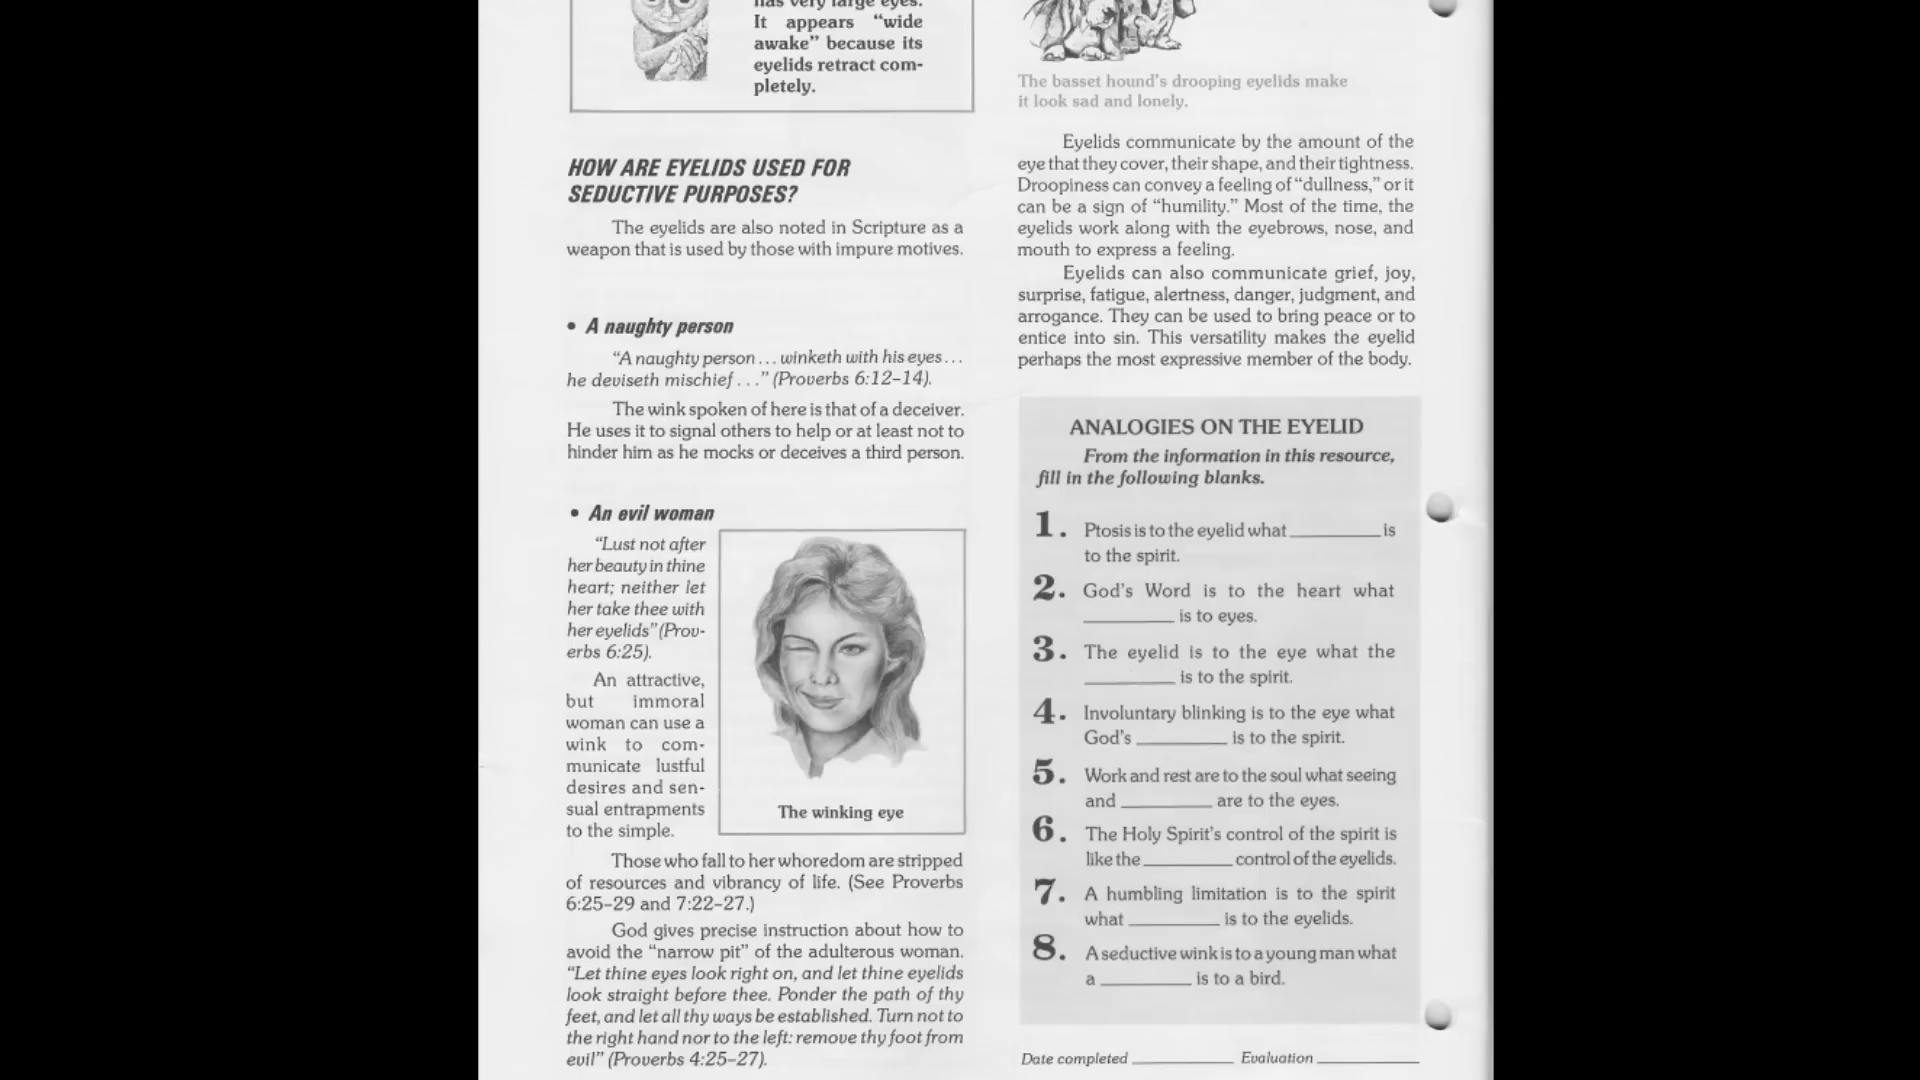 has very large eyes.
It appears “wide
awake” because its
eyelids retract com-
pletely.
HOW ARE EYELIDS USED FOR
SEDUCTIVE PURPOSES?
The eyelids are also noted in Scripture as a
weapon that is used by those with impure motives.
• A naughty person
“A naughty person . . . winketh with his eyes . . .
he deviseth mischief . . .” (Proverbs 6:12–14).
The wink spoken of here is that of a deceiver.
He uses it to signal others to help or at least not to
hinder him as he mocks or deceives a third person.
• An evil woman
“Lust not after
her beauty in thine
heart; neither let
her take thee with
her eyelids” (Prov-
erbs 6:25).
An attractive,
but immoral
woman can use a
wink to com-
municate lustful
desires and sen-
sual entrapments
to the simple.
The winking eye
Those who fall to her whoredom are stripped
of resources and vibrancy of life. (See Proverbs
6:25–29 and 7:22–27.)
God gives precise instruction about how to
avoid the “narrow pit” of the adulterous woman.
“Let thine eyes look right on, and let thine eyelids
look straight before thee. Ponder the path of thy
feet, and let all thy ways be established. Turn not to
the right hand nor to the left: remove thy foot from
evil” (Proverbs 4:25–27).
The basset hound’s drooping eyelids make
it look sad and lonely.
Eyelids communicate by the amount of the
eye that they cover, their shape, and their tightness.
Droopiness can convey a feeling of “dullness,” or it
can be a sign of “humility.” Most of the time, the
eyelids work along with the eyebrows, nose, and
mouth to express a feeling.
Eyelids can also communicate grief, joy,
surprise, fatigue, alertness, danger, judgment, and
arrogance. They can be used to bring peace or to
entice into sin. This versatility makes the eyelid
perhaps the most expressive member of the body.
ANALOGIES ON THE EYELID
From the information in this resource,
fill in the following blanks.
1. Ptosis is to the eyelid what __________ is
to the spirit.
2. God’s Word is to the heart what
__________ is to eyes.
3. The eyelid is to the eye what the
__________ is to the spirit.
4. Involuntary blinking is to the eye what
God’s __________ is to the spirit.
5. Work and rest are to the soul what seeing
and __________ are to the eyes.
6. The Holy Spirit’s control of the spirit is
like the __________ control of the eyelids.
7. A humbling limitation is to the spirit
what __________ is to the eyelids.
8. A seductive wink is to a young man what
a __________ is to a bird.
Date completed __________ Evaluation __________